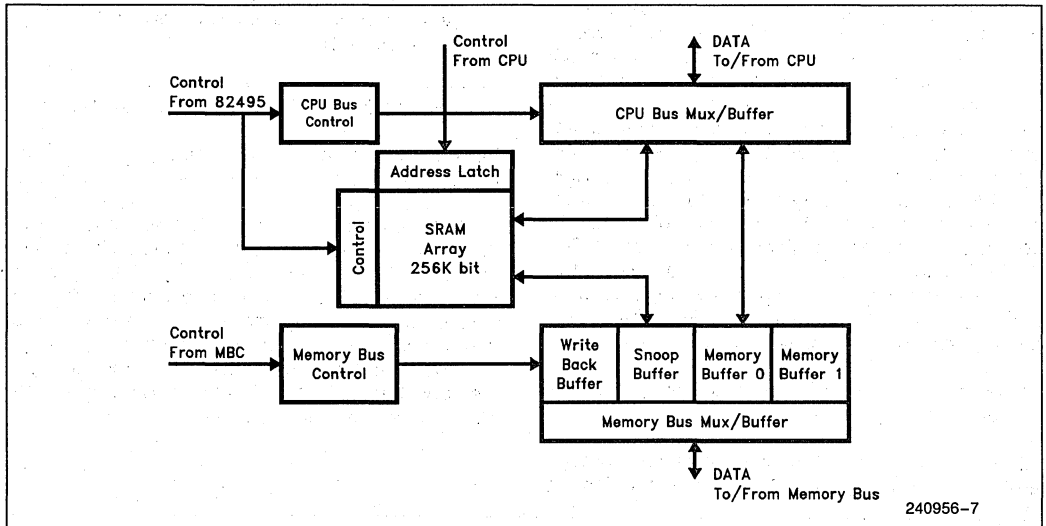 Control
From CPU
DATA
To/From CPU
Control
From 82495
CPU Bus
Control
CPU Bus Mux/Buffer
Address Latch
Control
SRAM
Array
256K bit
Control
From MBC
Memory Bus
Control
Write
Back
Buffer
Snoop
Buffer
Memory
Buffer 0
Memory
Buffer 1
Memory Bus Mux/Buffer
DATA
To/From Memory Bus
240956-7